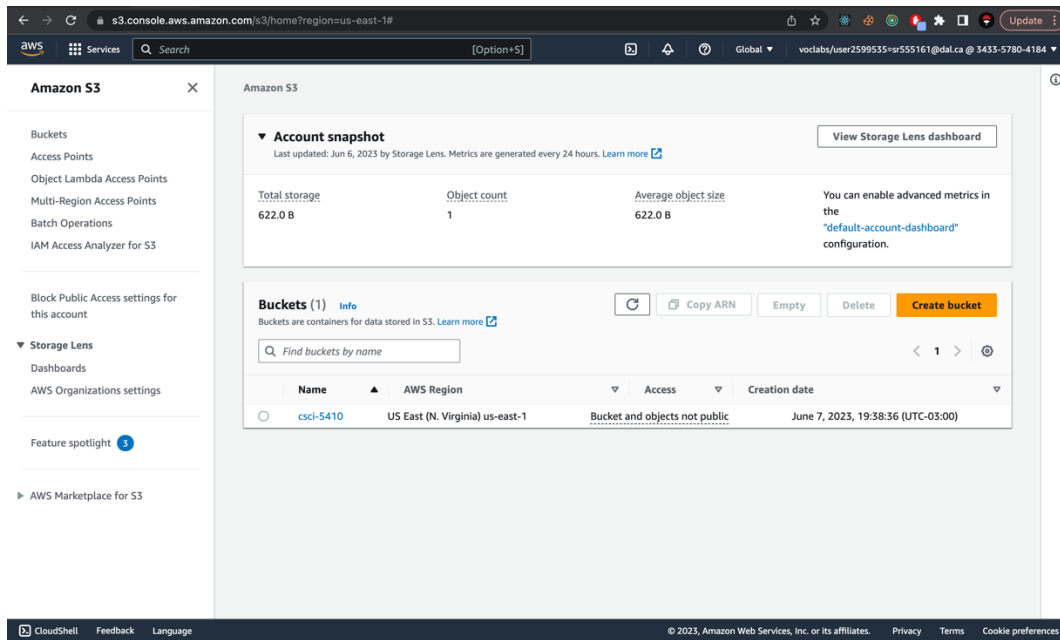 s3.console.aws.amazon.com/s3/home?region=us-east-1#
Update
aws
Services
Search
[Option+S]
Global
voclabs/user2599535=sr555161@dal.ca @ 3433-5780-4184
Amazon S3
Buckets
Access Points
Object Lambda Access Points
Multi-Region Access Points
Batch Operations
IAM Access Analyzer for S3
Block Public Access settings for
this account
Storage Lens
Dashboards
AWS Organizations settings
Feature spotlight 3
AWS Marketplace for S3
Amazon S3
Account snapshot
Last updated: Jun 6, 2023 by Storage Lens. Metrics are generated every 24 hours. Learn more
View Storage Lens dashboard
Total storage
622.0 B
Object count
1
Average object size
622.0 B
You can enable advanced metrics in
the
"default-account-dashboard"
configuration.
Buckets (1) Info
Buckets are containers for data stored in S3. Learn more
Copy ARN
Empty
Delete
Create bucket
Find buckets by name
1
Name AWS Region Access Creation date
csci-5410 US East (N. Virginia) us-east-1 Bucket and objects not public June 7, 2023, 19:38:36 (UTC-03:00)
CloudShell Feedback Language © 2023, Amazon Web Services, Inc. or its affiliates. Privacy Terms Cookie preferences